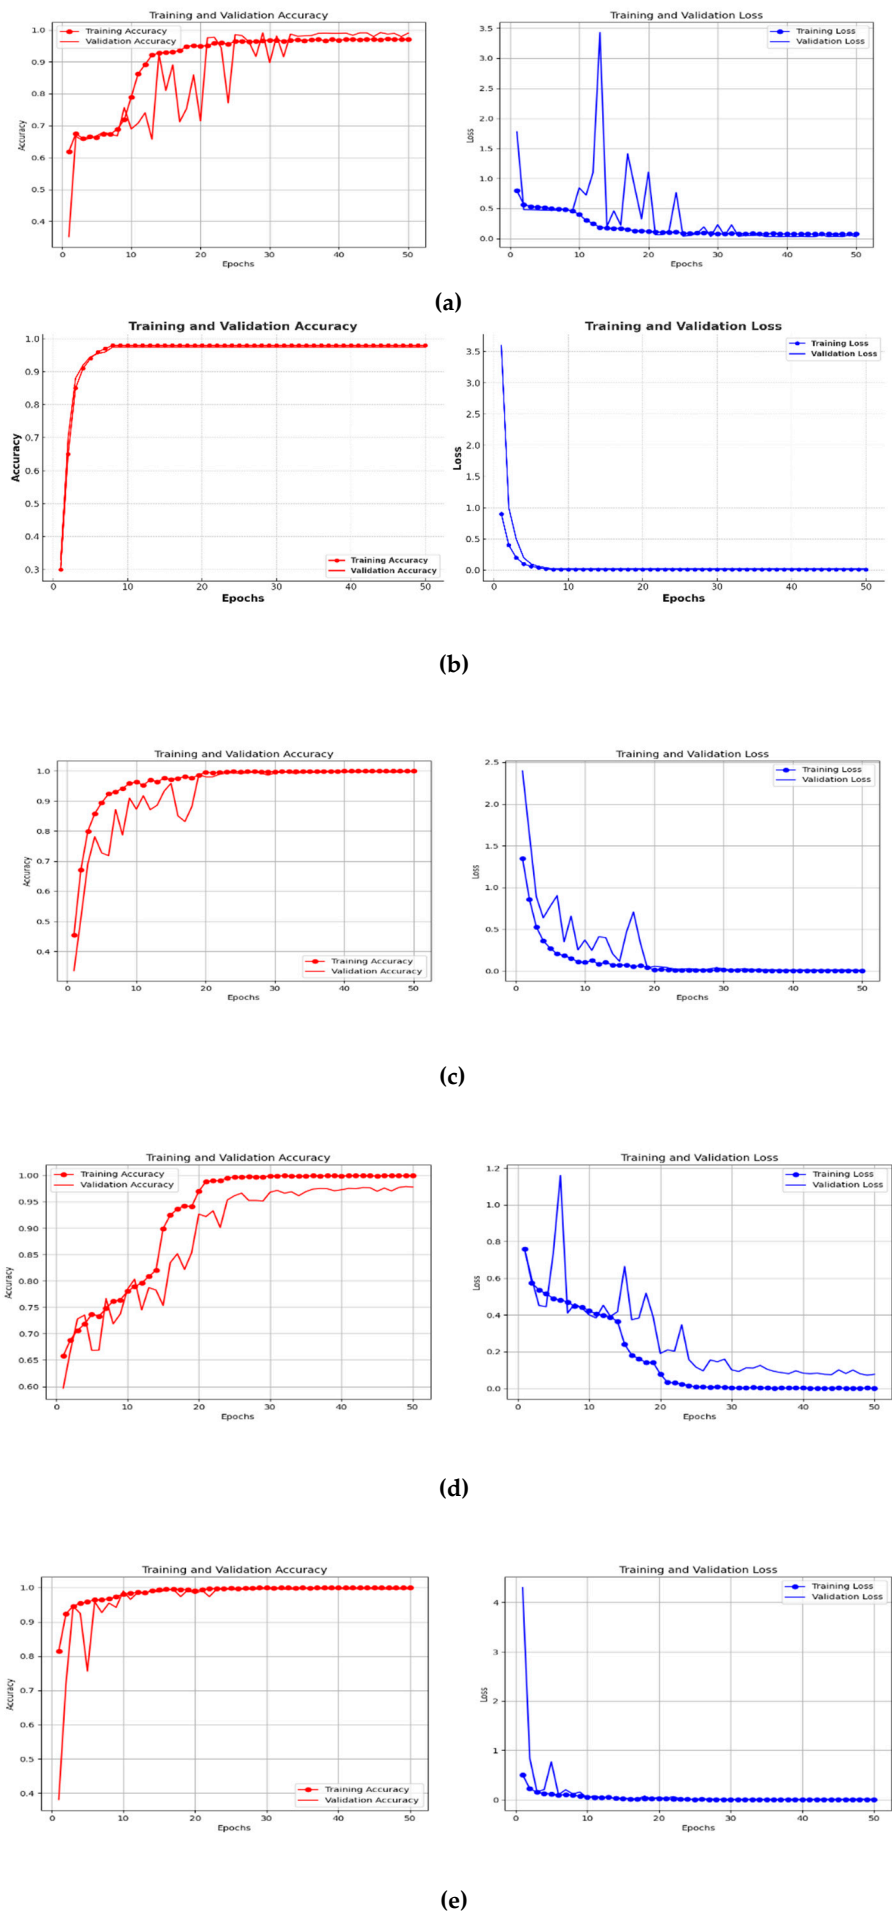 Training and Validation Accuracy
Training Accuracy
Validation Accuracy
1.0
0.9
0.8
0.7
0.6
0.5
0.4
Accuracy
0 10 20 30 40 50
Epochs
Training and Validation Loss
Training Loss
Validation Loss
3.5
3.0
2.5
2.0
1.5
1.0
0.5
0.0
Loss
0 10 20 30 40 50
Epochs
(a)
Training and Validation Accuracy
1.0
0.9
0.8
0.7
0.6
0.5
0.4
0.3
Accuracy
Training Accuracy
Validation Accuracy
0 10 20 30 40 50
Epochs
Training and Validation Loss
Training Loss
Validation Loss
3.5
3.0
2.5
2.0
1.5
1.0
0.5
0.0
Loss
0 10 20 30 40 50
Epochs
(b)
Training and Validation Accuracy
1.0
0.9
0.8
0.7
0.6
0.5
0.4
Accuracy
Training Accuracy
Validation Accuracy
0 10 20 30 40 50
Epochs
Training and Validation Loss
Training Loss
Validation Loss
2.5
2.0
1.5
1.0
0.5
0.0
Loss
0 10 20 30 40 50
Epochs
(c)
Training and Validation Accuracy
Training Accuracy
Validation Accuracy
1.00
0.95
0.90
0.85
0.80
0.75
0.70
0.65
0.60
Accuracy
0 10 20 30 40 50
Epochs
Training and Validation Loss
Training Loss
Validation Loss
1.2
1.0
0.8
0.6
0.4
0.2
0.0
Loss
0 10 20 30 40 50
Epochs
(d)
Training and Validation Accuracy
1.0
0.9
0.8
0.7
0.6
0.5
0.4
Accuracy
Training Accuracy
Validation Accuracy
0 10 20 30 40 50
Epochs
Training and Validation Loss
Training Loss
Validation Loss
4
3
2
1
0
Loss
0 10 20 30 40 50
Epochs
(e)